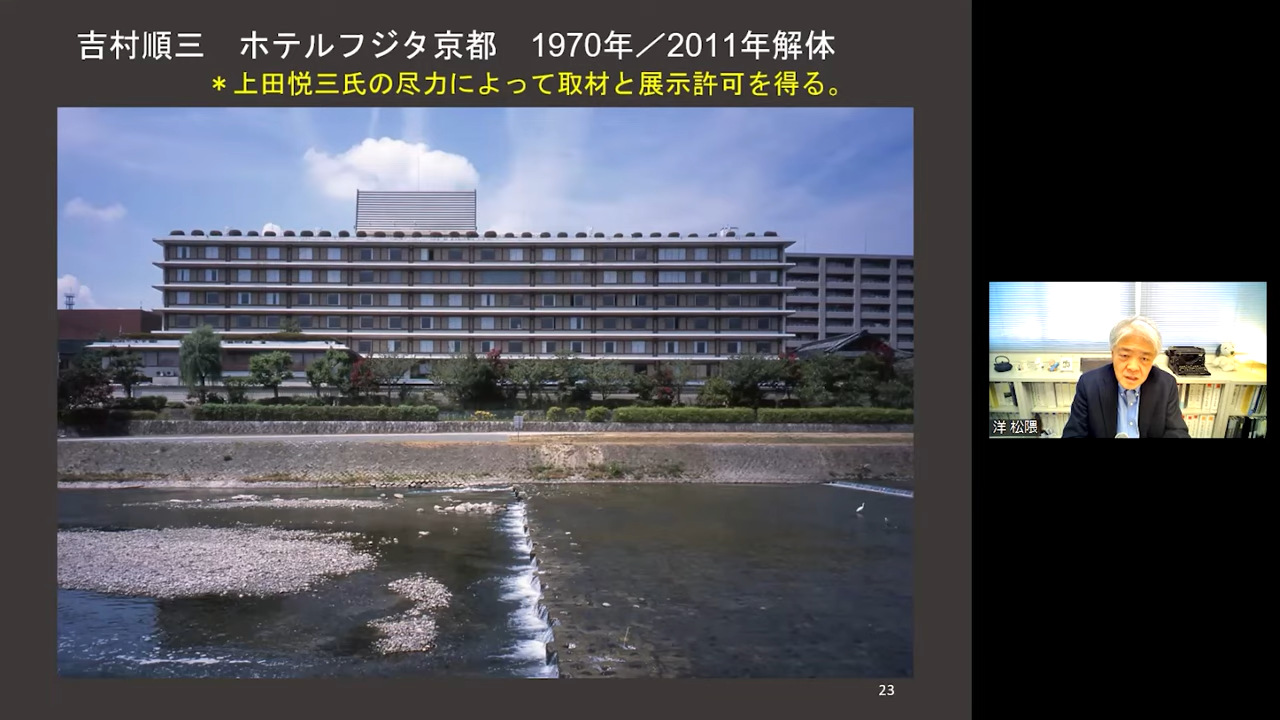 吉村順三　ホテルフジタ京都　1970年／2011年解体
＊上田悦三氏の尽力によって取材と展示許可を得る。
洋 松隈
23